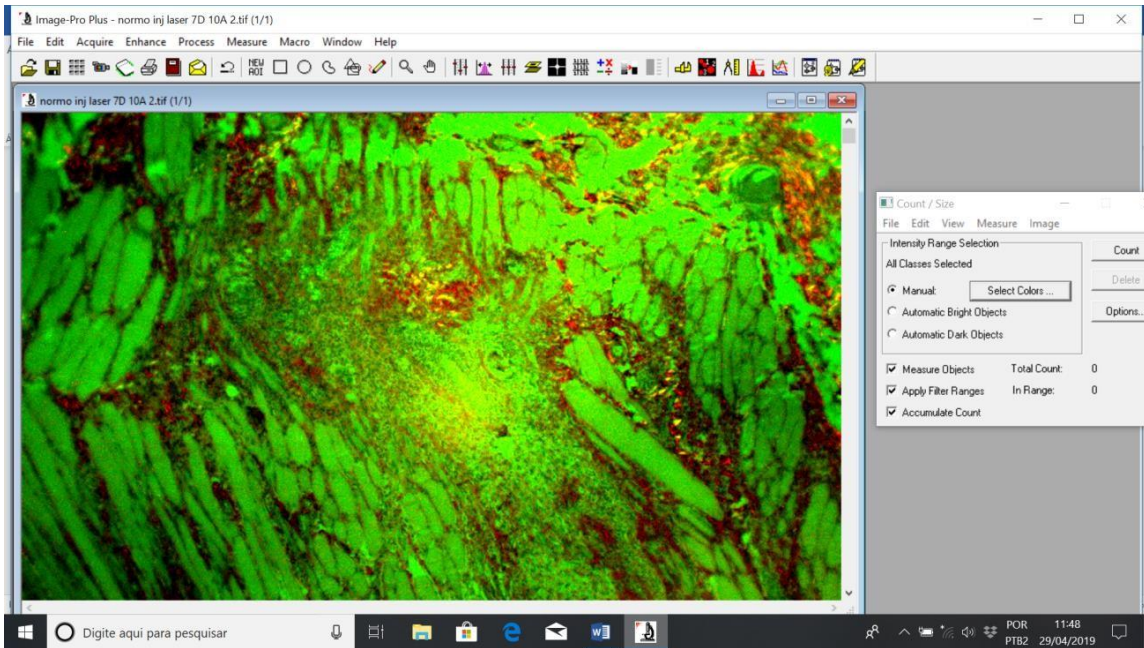 Image-Pro Plus - normo inj laser 7D 10A 2.tif (1/1)
File Edit Acquire Enhance Process Measure Macro Window Help
NEW
AOI
normo inj laser 7D 10A 2.tif (1/1)
Count / Size
File Edit View Measure Image
Intensity Range Selection
All Classes Selected
Manual: Select Colors ...
Automatic Bright Objects
Automatic Dark Objects
Count
Delete
Options..
Measure Objects Total Count: 0
Apply Filter Ranges In Range: 0
Accumulate Count
Digite aqui para pesquisar
POR 11:48
PTB2 29/04/2019